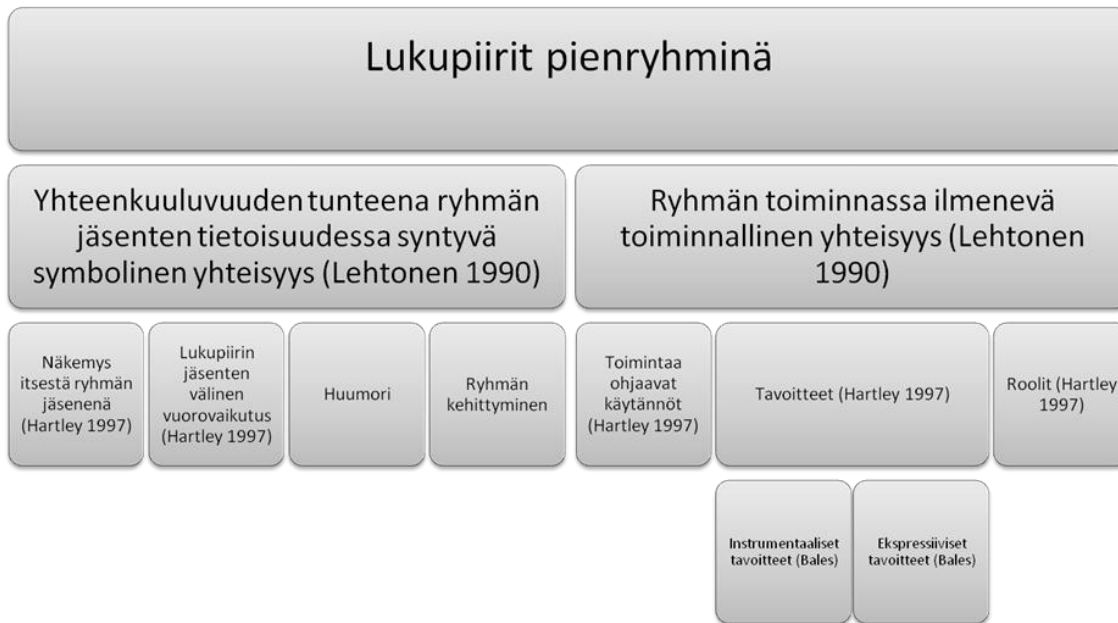 Lukupiirit pienryhminä
Yhteenkuuluvuuden tunteena ryhmän
jäsenten tietoisuudessa syntyvä
symbolinen yhteisyys (Lehtonen 1990)
Ryhmän toiminnassa ilmenevä
toiminnallinen yhteisyys (Lehtonen
1990)
Näkemys
itsestä ryhmän
jäsenenä
(Hartley 1997)
Lukupiirin
jäsenten
välinen
vuorovaikutus
(Hartley 1997)
Huumori
Ryhmän
kehittyminen
Toimintaa
ohjaavat
käytännöt
(Hartley 1997)
Tavoitteet (Hartley 1997)
Roolit (Hartley
1997)
Instrumentaaliset
tavoitteet (Bales)
Ekspressiiviset
tavoitteet (Bales)